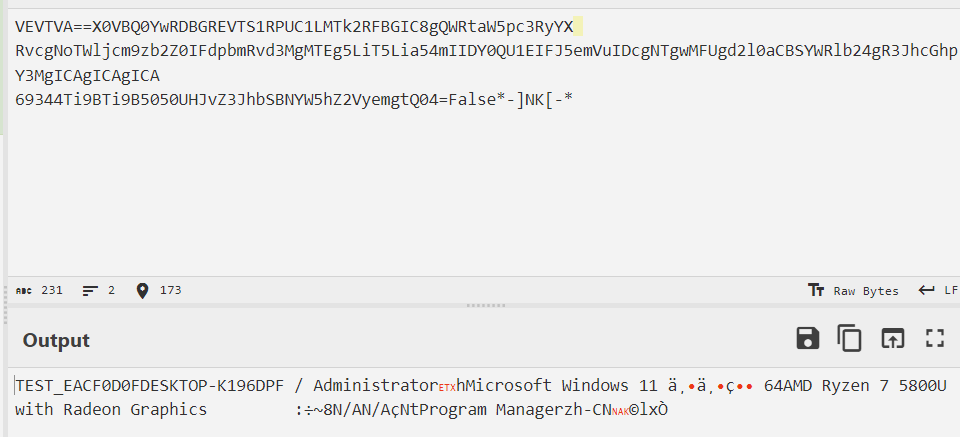 VEVTVA==X0VBQ0YwRDBGREVTS1RPUC1LMTk2RFBGIC8gQWRtaW5pc3RyYX
RvcgNoTWljcm9zb2Z0IFdpbmRvd3MgMTEg5LiT5Lia54mIIDY0QU1EIFJ5emVuIDcgNTgwMFUgd2l0aCBSYWRlb24gR3JhcGhp
Y3MgICAgICAgICA
69344Ti9BTi9B5050UHJvZ3JhbSBNYW5hZ2VyemgtQ04=False*-]NK[-*
ABC 231 2 173 Tт Raw Bytes LF
Output
TEST_EACF0D0FDESKTOP-K196DPF / AdministratorETXhMicrosoft Windows 11 ä¸•ä¸•ç•• 64AMD Ryzen 7 5800U
with Radeon Graphics :÷~8N/AN/AçNtProgram Managerzh-CNNAK©lxÒ